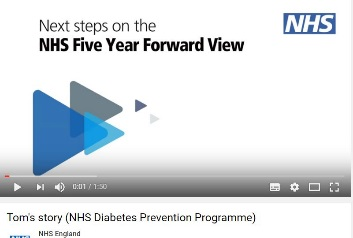 Next steps on the
NHS Five Year Forward View
NHS
0:01 / 1:50
Tom's story (NHS Diabetes Prevention Programme)
NHS England